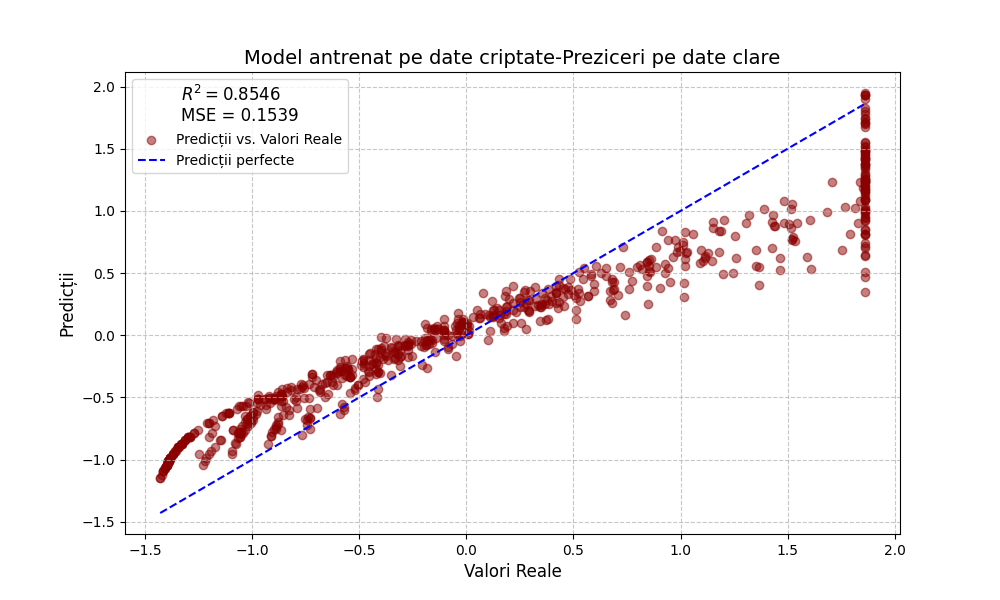 Model antrenat pe date criptate-Preziceri pe date clare
R² = 0.8546
MSE = 0.1539
Predicții vs. Valori Reale
Predicții perfecte
Predicții
2.0
1.5
1.0
0.5
0.0
−0.5
−1.0
−1.5
−1.5 −1.0 −0.5 0.0 0.5 1.0 1.5 2.0
Valori Reale